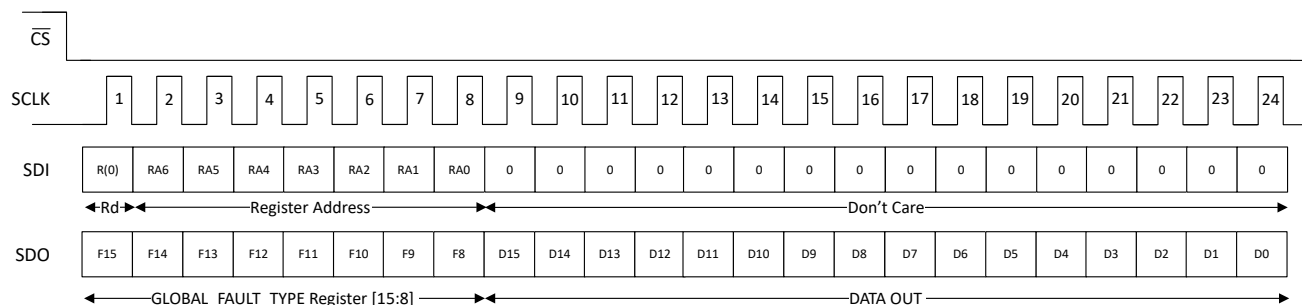 CS
SCLK 1 2 3 4 5 6 7 8 9 10 11 12 13 14 15 16 17 18 19 20 21 22 23 24
SDI R(0) RA6 RA5 RA4 RA3 RA2 RA1 RA0 0 0 0 0 0 0 0 0 0 0 0 0 0 0 0 0
Rd Register Address Don't Care
SDO F15 F14 F13 F12 F11 F10 F9 F8 D15 D14 D13 D12 D11 D10 D9 D8 D7 D6 D5 D4 D3 D2 D1 D0
GLOBAL_FAULT_TYPE Register [15:8] DATA OUT